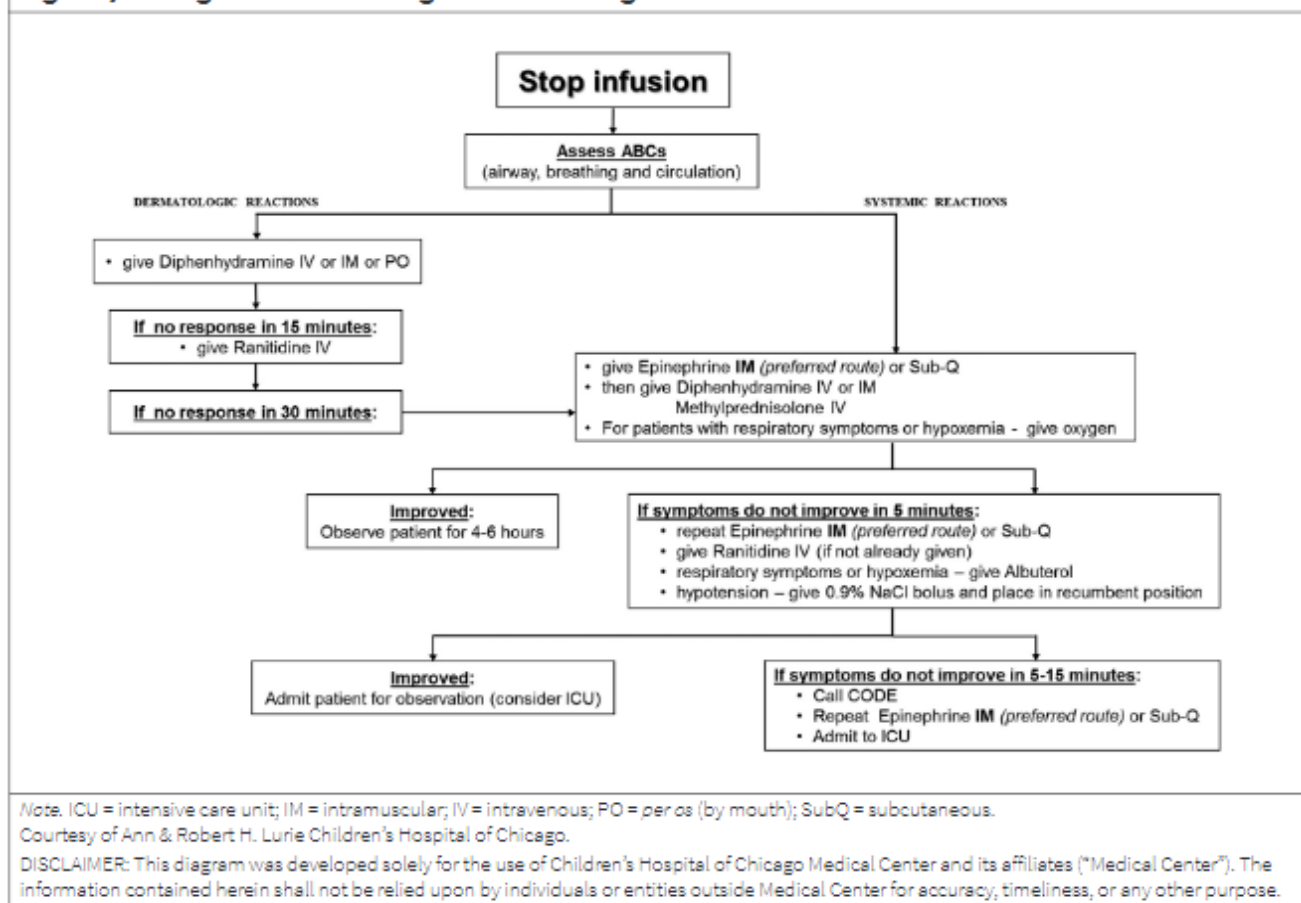 Stop infusion
Assess ABCs
(airway, breathing and circulation)
DERMATOLOGIC REACTIONS
SYSTEMIC REACTIONS
• give Diphenhydramine IV or IM or PO
If no response in 15 minutes:
• give Ranitidine IV
If no response in 30 minutes:
• give Epinephrine IM (preferred route) or Sub-Q
• then give Diphenhydramine IV or IM
Methylprednisolone IV
• For patients with respiratory symptoms or hypoxemia - give oxygen
Improved:
Observe patient for 4-6 hours
If symptoms do not improve in 5 minutes:
• repeat Epinephrine IM (preferred route) or Sub-Q
• give Ranitidine IV (if not already given)
• respiratory symptoms or hypoxemia – give Albuterol
• hypotension – give 0.9% NaCl bolus and place in recumbent position
Improved:
Admit patient for observation (consider ICU)
If symptoms do not improve in 5-15 minutes:
• Call CODE
• Repeat Epinephrine IM (preferred route) or Sub-Q
• Admit to ICU
Note. ICU = intensive care unit; IM = intramuscular; IV = intravenous; PO = per os (by mouth); SubQ = subcutaneous.
Courtesy of Ann & Robert H. Lurie Children's Hospital of Chicago.
DISCLAIMER: This diagram was developed solely for the use of Children's Hospital of Chicago Medical Center and its affiliates ("Medical Center"). The
information contained herein shall not be relied upon by individuals or entities outside Medical Center for accuracy, timeliness, or any other purpose.